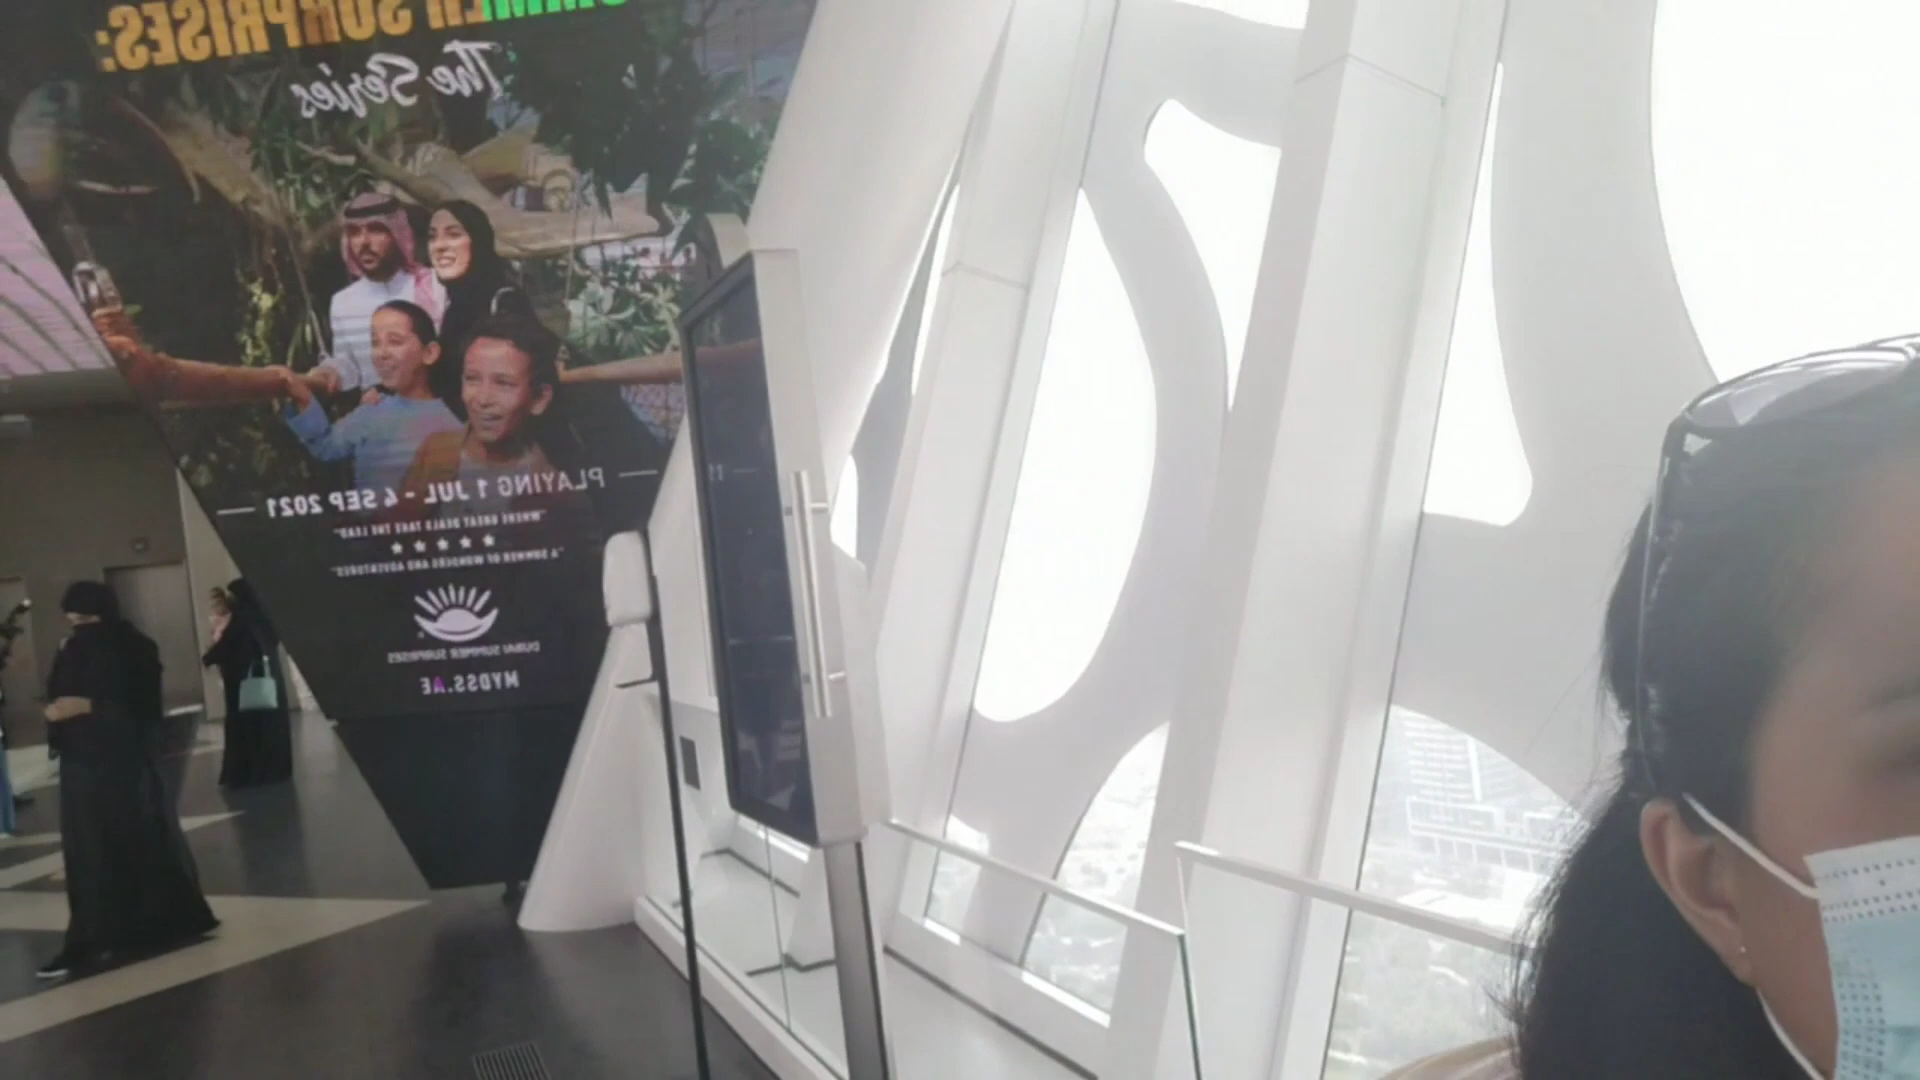 SUMMER SURPRISES:
The Series
PLAYING 1 JUL - 4 SEP 2021
"WHERE GREAT DEALS TAKE THE LEAD"
"A SUMMER OF WONDERS AND ADVENTURES"
DUBAI SUMMER SURPRISES
MYDSS.AE